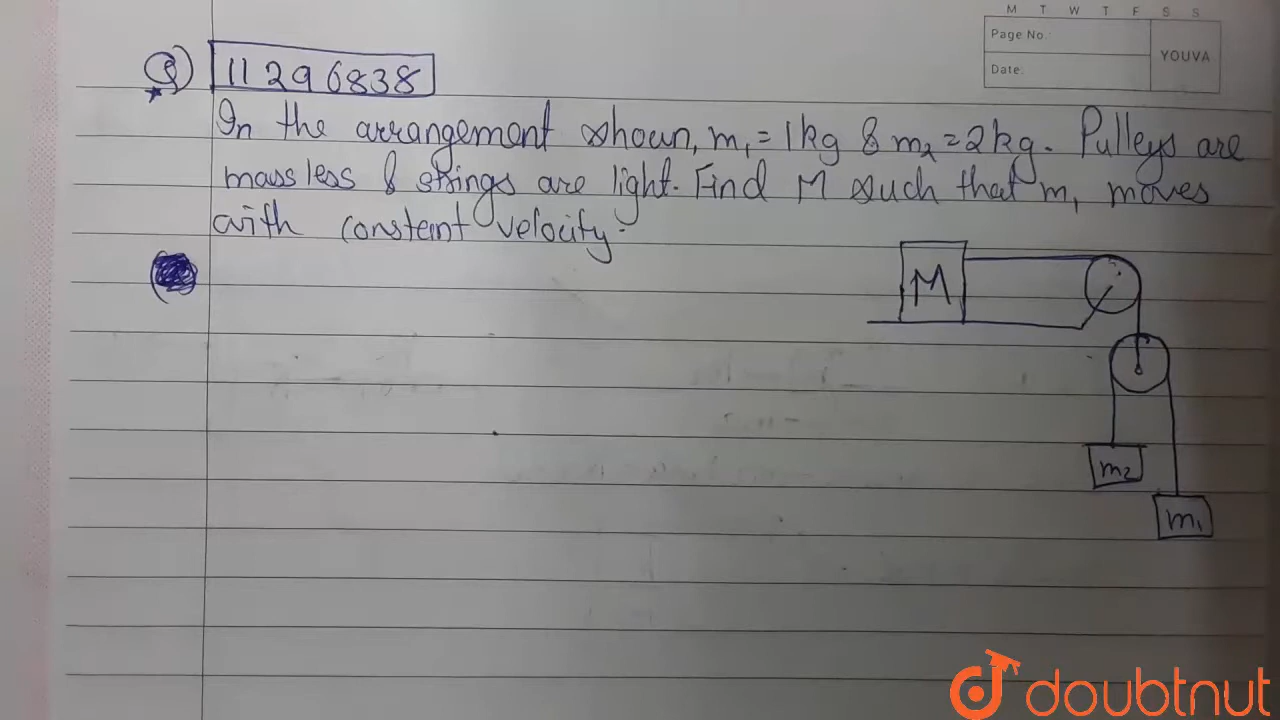 M T W T F S S
Page No.:
YOUVA
Date:
Q) 11296838
In the arrangement shown, m₁ = 1kg & m₂ = 2kg. Pulleys are
massless & strings are light. Find M such that m₁ moves
with constant velocity.
M
m₂
m₁
doubtnut